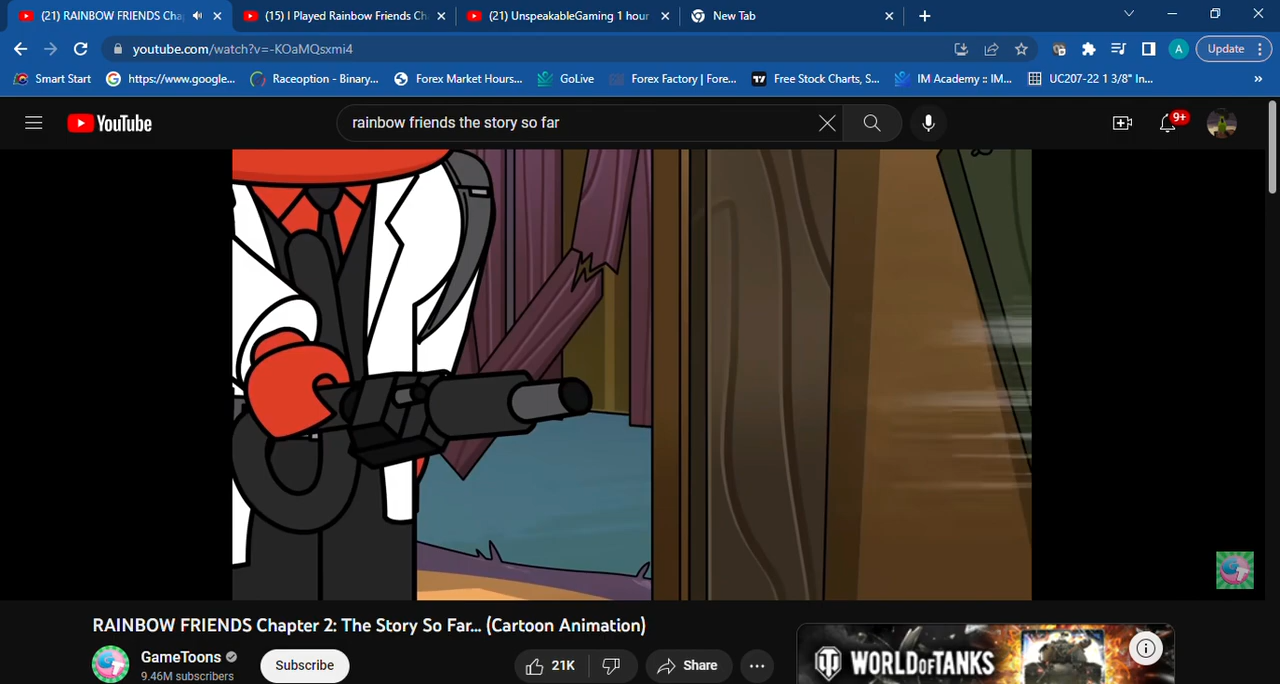 (21) RAINBOW FRIENDS Cha
(15) I Played Rainbow Friends Ch
(21) UnspeakableGaming 1 hour
New Tab
youtube.com/watch?v=-KOaMQsxmi4
A
Update
Smart Start
https://www.google...
Raceoption - Binary...
Forex Market Hours...
GoLive
Forex Factory | Fore...
Free Stock Charts, S...
IM Academy :: IM...
UC207-22 1 3/8" In...
»
YouTube
rainbow friends the story so far
9+
RAINBOW FRIENDS Chapter 2: The Story So Far... (Cartoon Animation)
GameToons
9.46M subscribers
Subscribe
21K
Share
WORLD OF TANKS